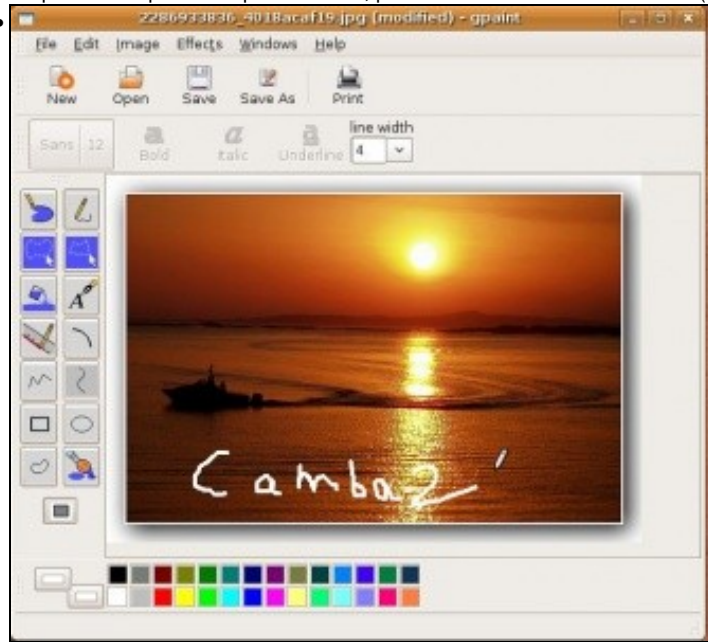 2286933836_4018acaf19.jpg (modified) - gpaint
File Edit Image Effects Windows Help
New Open Save Save As Print
line width
Sans 12 Bold Italic Underline 4
Camba2'